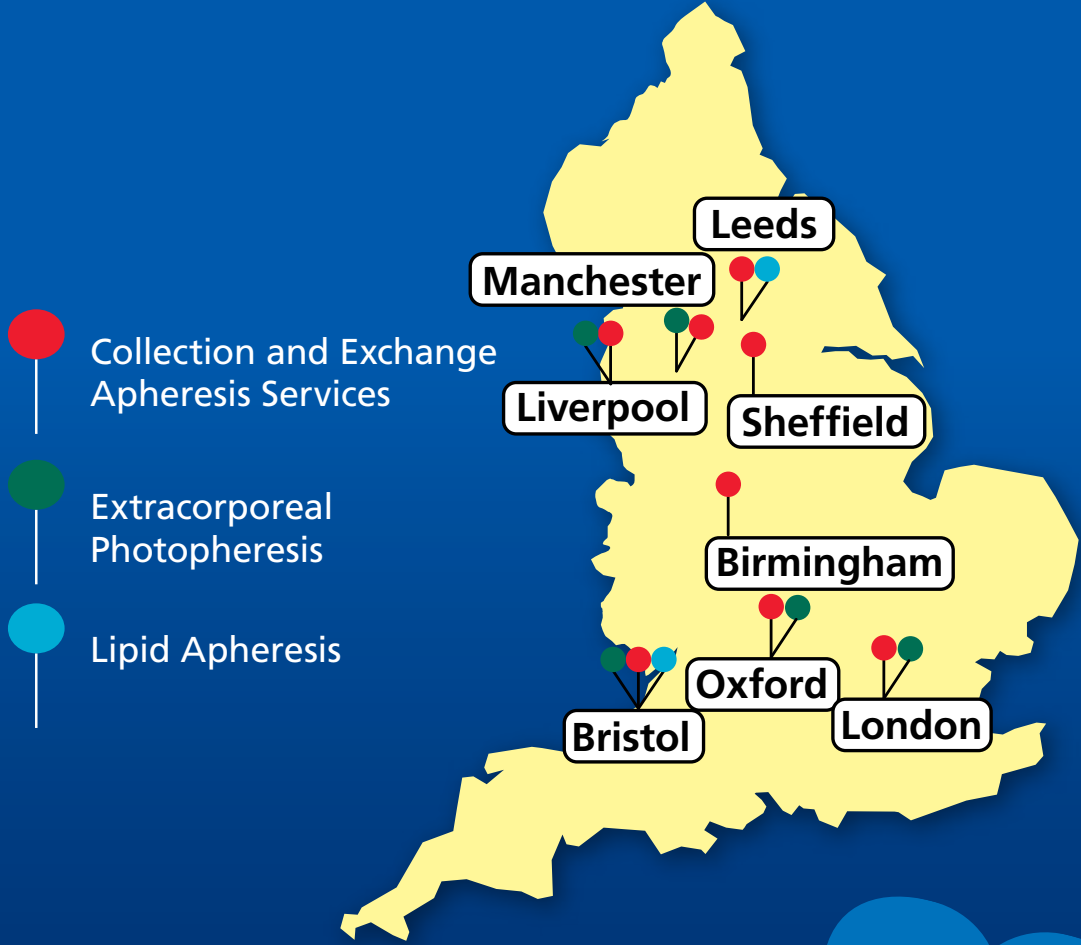 Leeds
Manchester
Collection and Exchange
Apheresis Services
Liverpool
Sheffield
Extracorporeal
Photopheresis
Birmingham
Lipid Apheresis
Oxford
London
Bristol